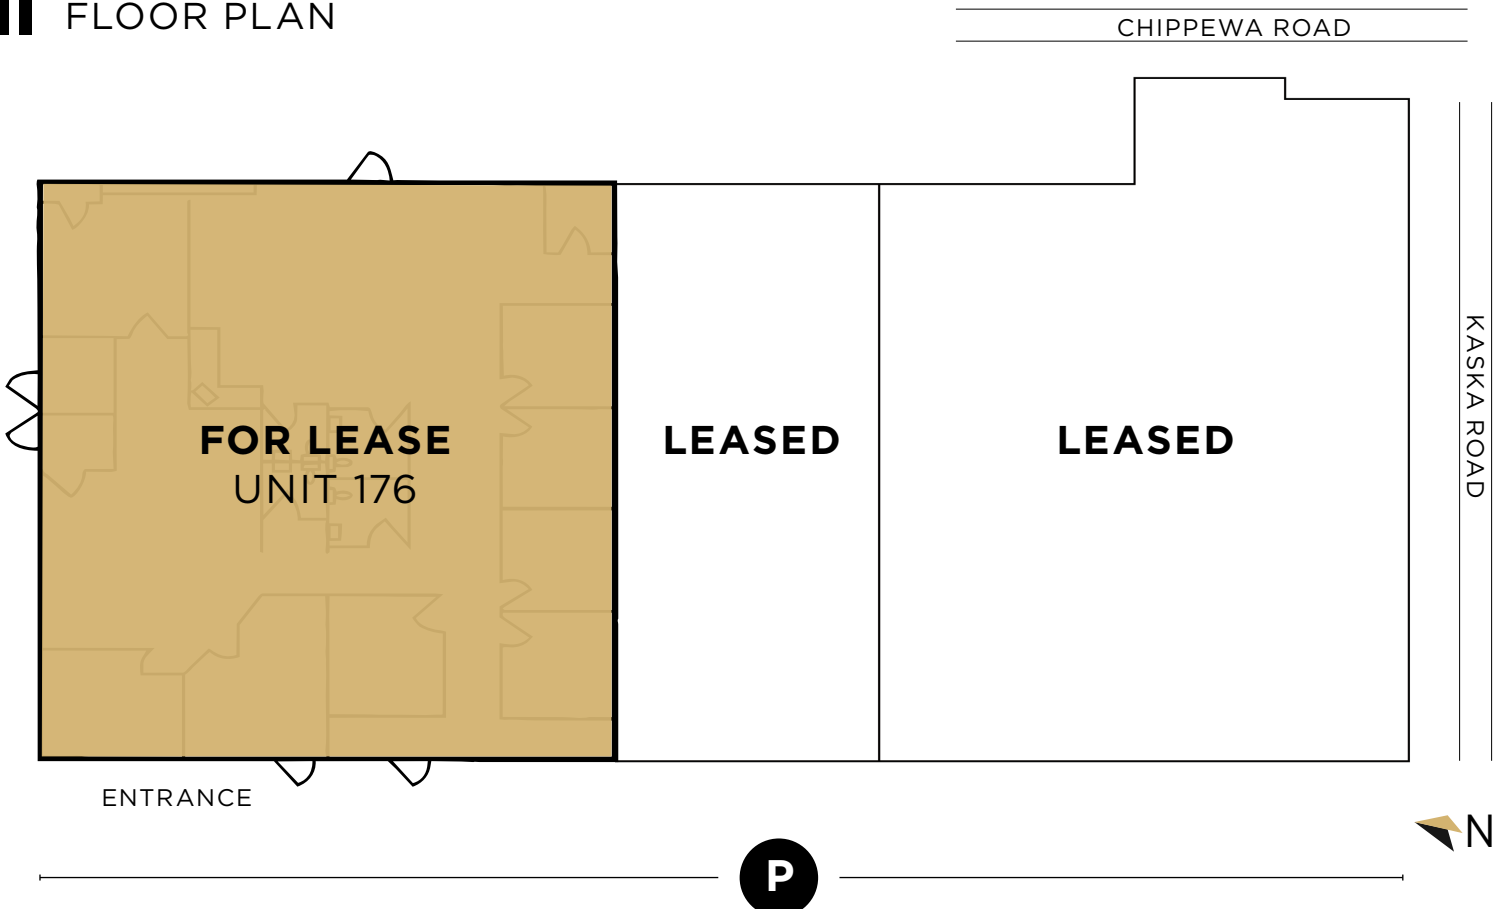 FLOOR PLAN
CHIPPEWA ROAD
KASKA ROAD
FOR LEASE
UNIT 176
LEASED
LEASED
ENTRANCE
N
P